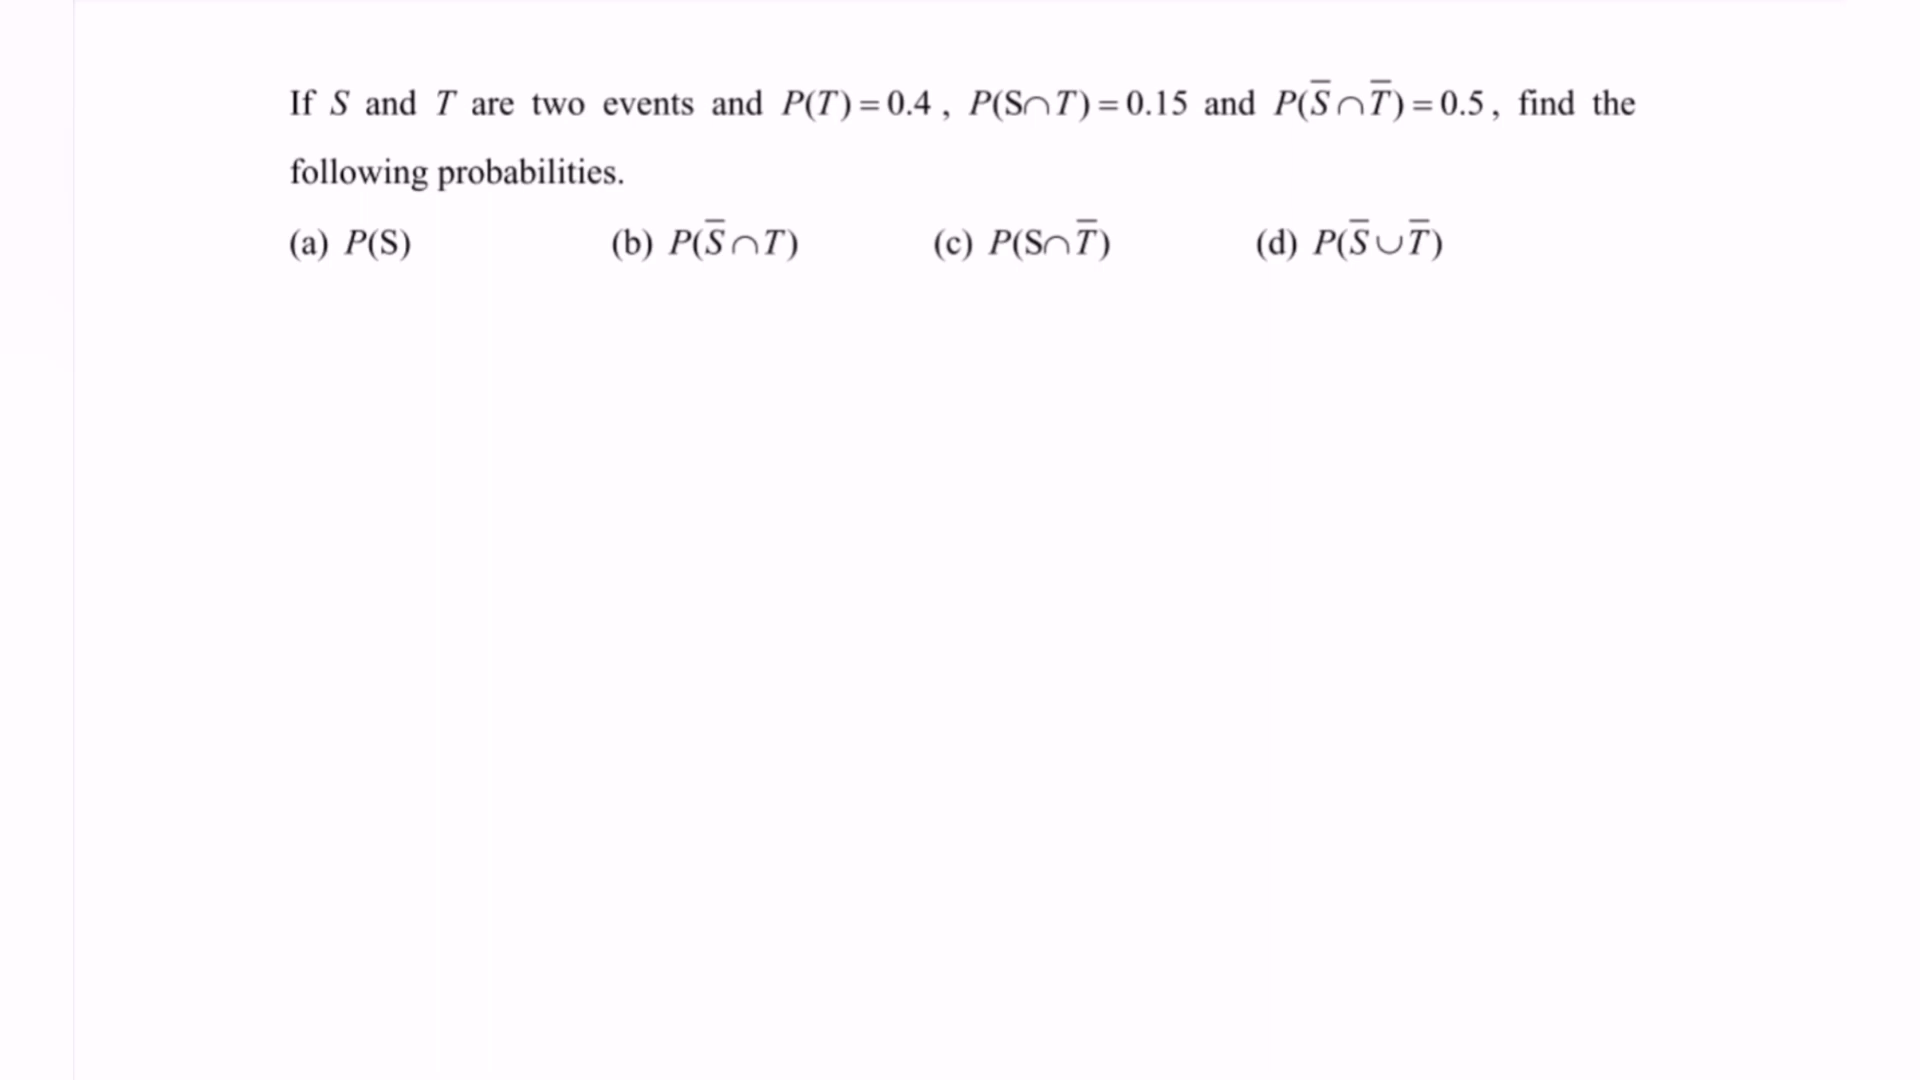 If S and T are two events and P(T) = 0.4 , P(S∩T) = 0.15 and P(S̅∩T̅) = 0.5 , find the
following probabilities.
(a) P(S) (b) P(S̅∩T) (c) P(S∩T̅) (d) P(S̅∪T̅)